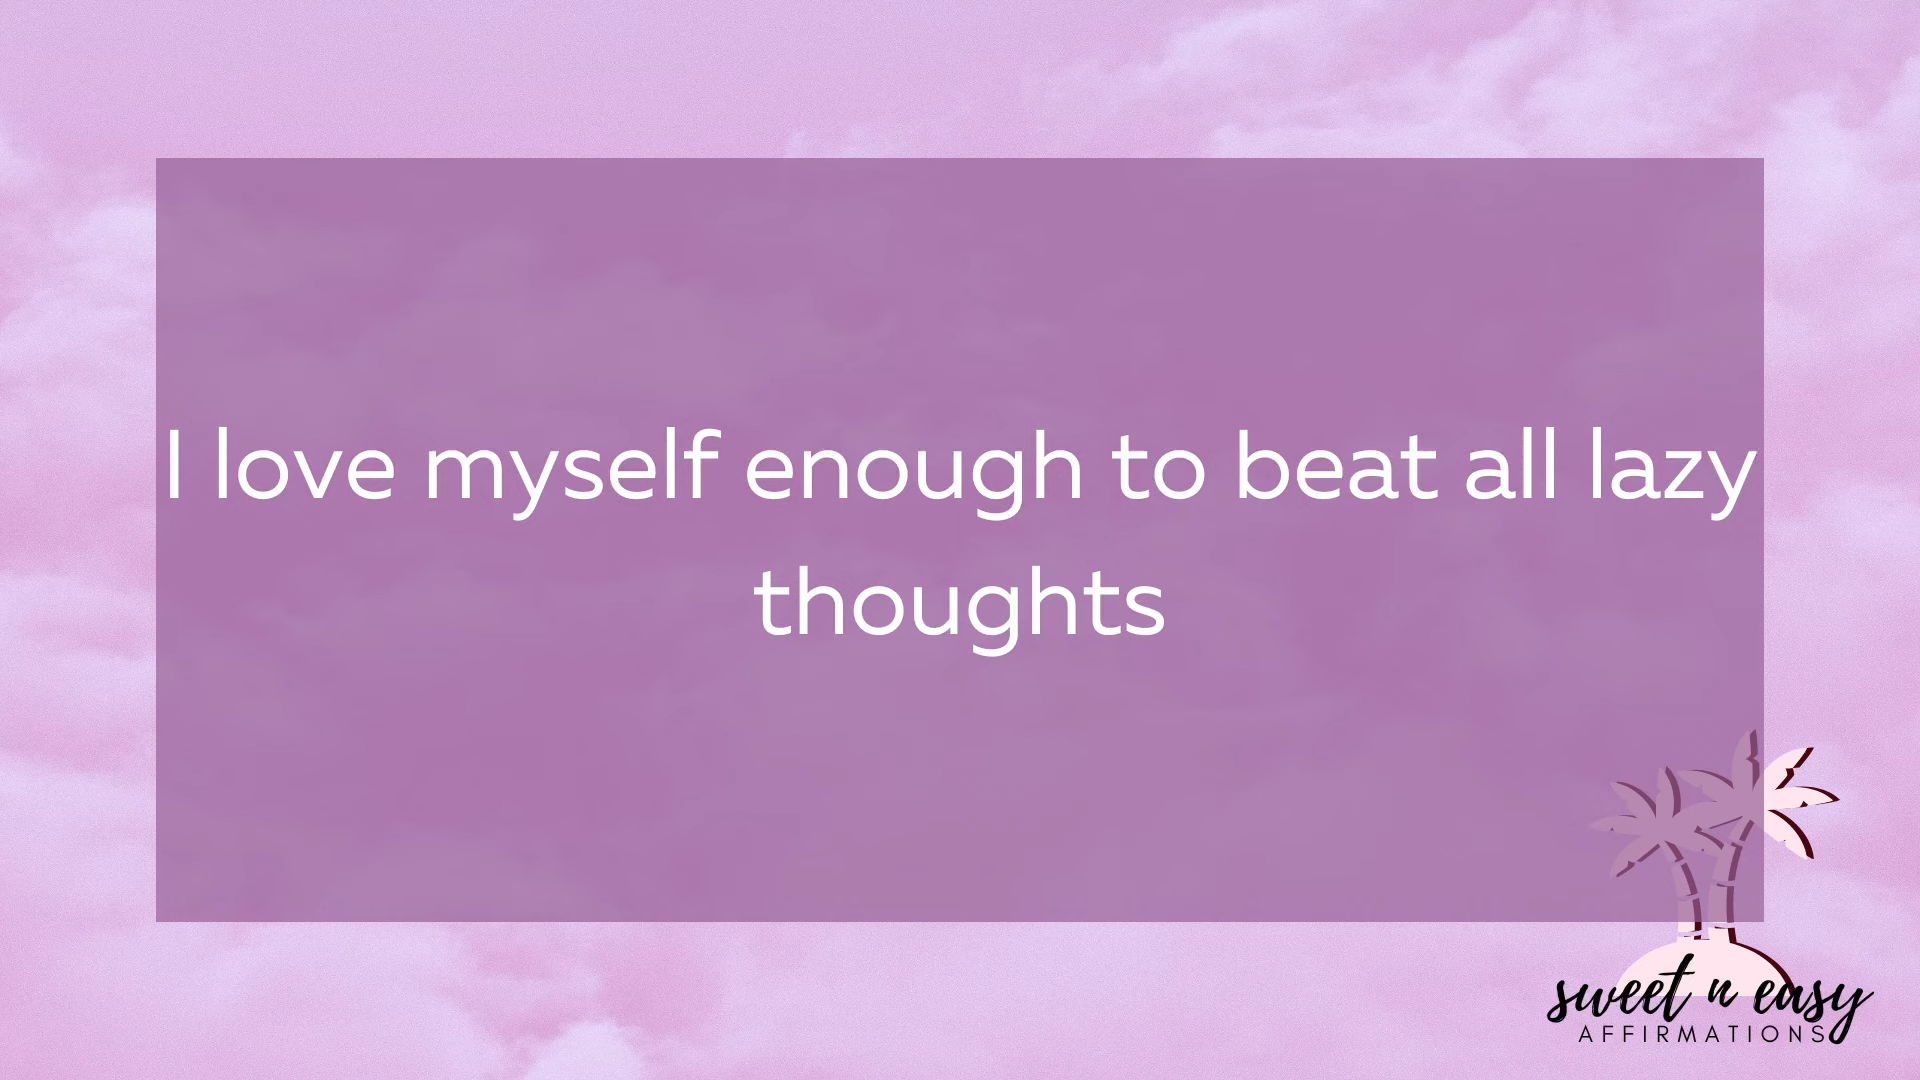 I love myself enough to beat all lazy
thoughts
sweet n easy
AFFIRMATIONS